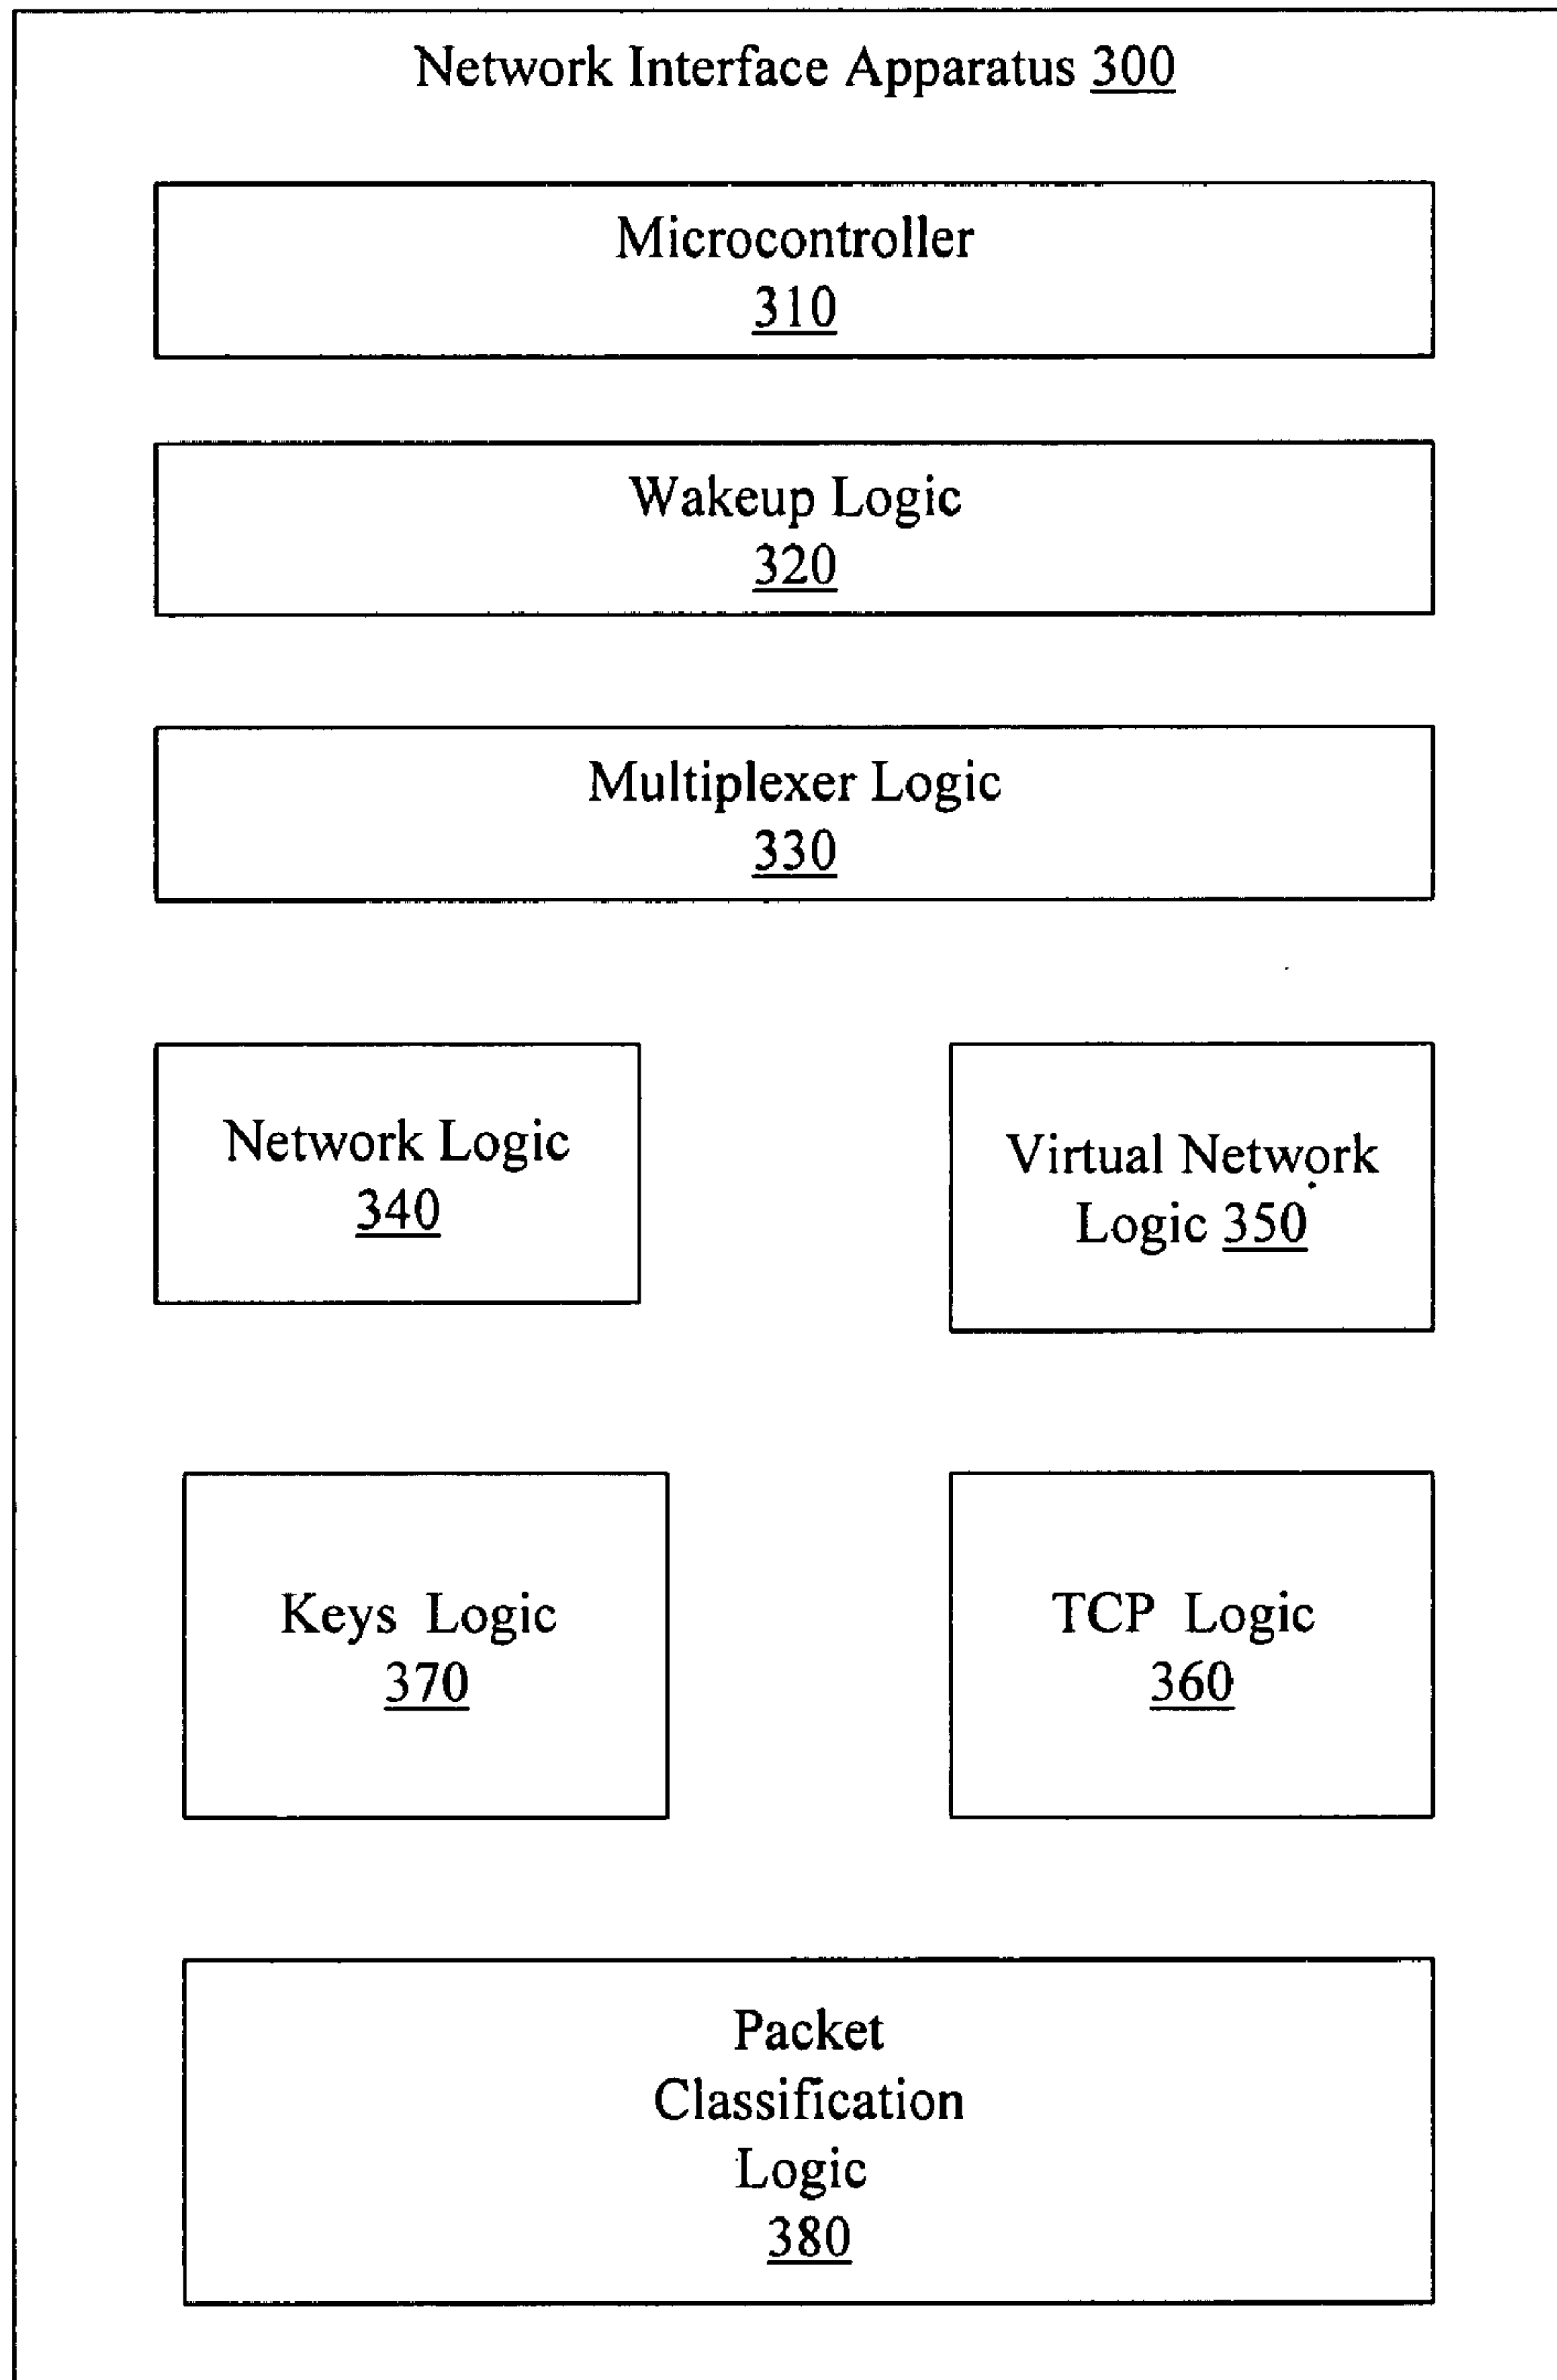 Network Interface Apparatus 300
Microcontroller
310
Wakeup Logic
320
Multiplexer Logic
330
Network Logic
340
Virtual Network
Logic 350
Keys Logic
370
TCP Logic
360
Packet
Classification
Logic
380